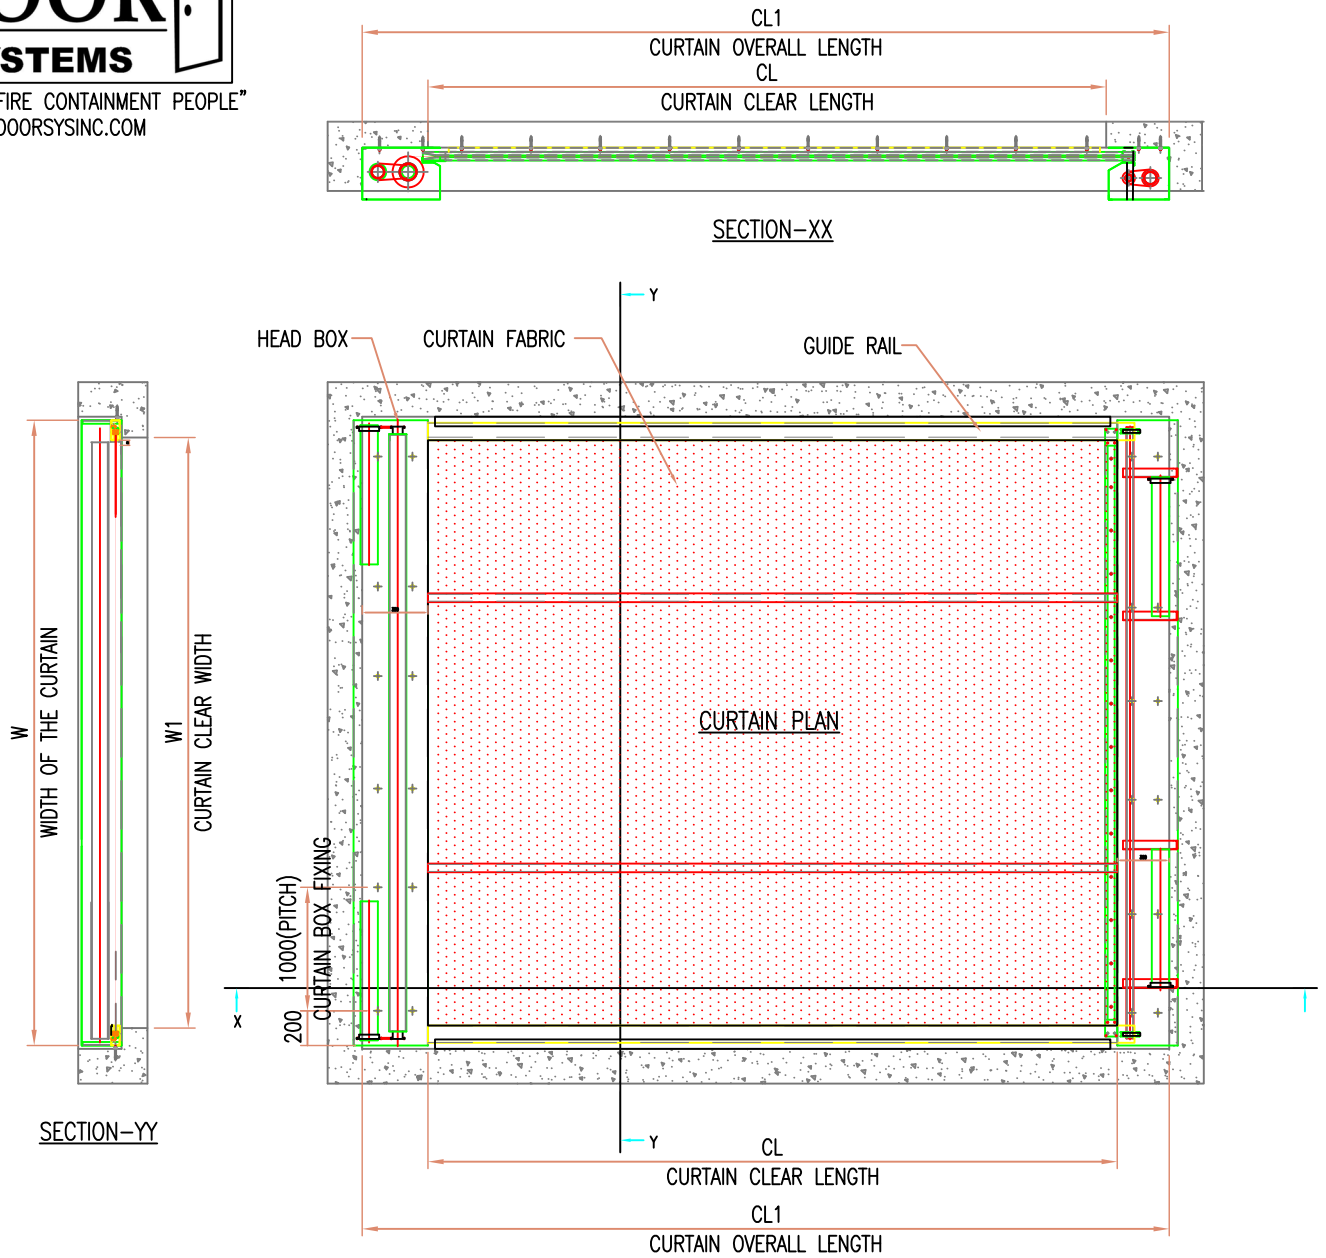 OOR
YSTEMS
FIRE CONTAINMENT PEOPLE"
DOORSYSINC.COM
CL1
CURTAIN OVERALL LENGTH
CL
CURTAIN CLEAR LENGTH
SECTION-XX
Y
HEAD BOX
CURTAIN FABRIC
GUIDE RAIL
W
WIDTH OF THE CURTAIN
W1
CURTAIN CLEAR WIDTH
CURTAIN PLAN
1000(PITCH)
200
CURTAIN BOX FIXING
X
SECTION-YY
Y
CL
CURTAIN CLEAR LENGTH
CL1
CURTAIN OVERALL LENGTH